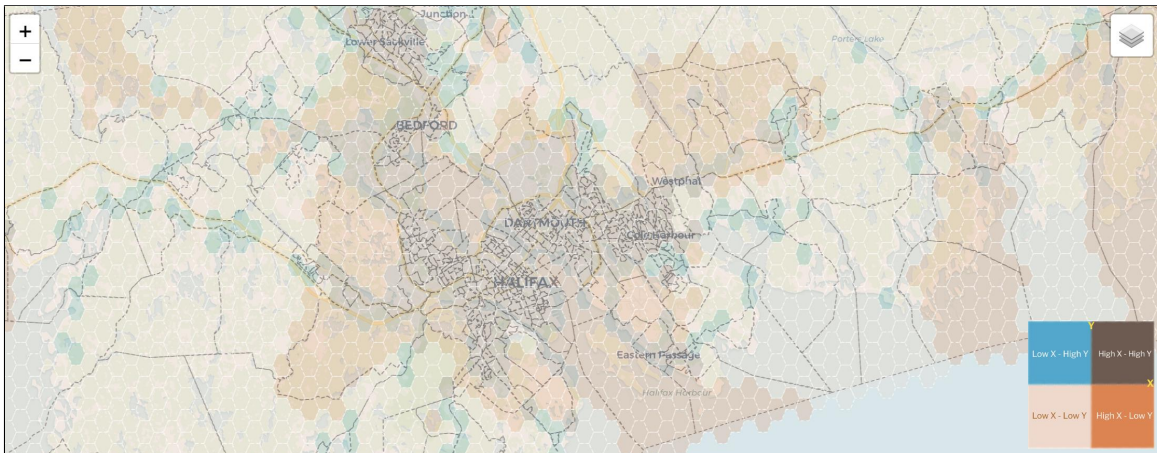 +
−
Junction 1
Lower Sackville
Porters Lake
BEDFORD
Westphal
DARTMOUTH
Cole Harbour
HALIFAX
Eastern Passage
Halifax Harbour
Y
Low X - High Y
High X - High Y
X
Low X - Low Y
High X - Low Y